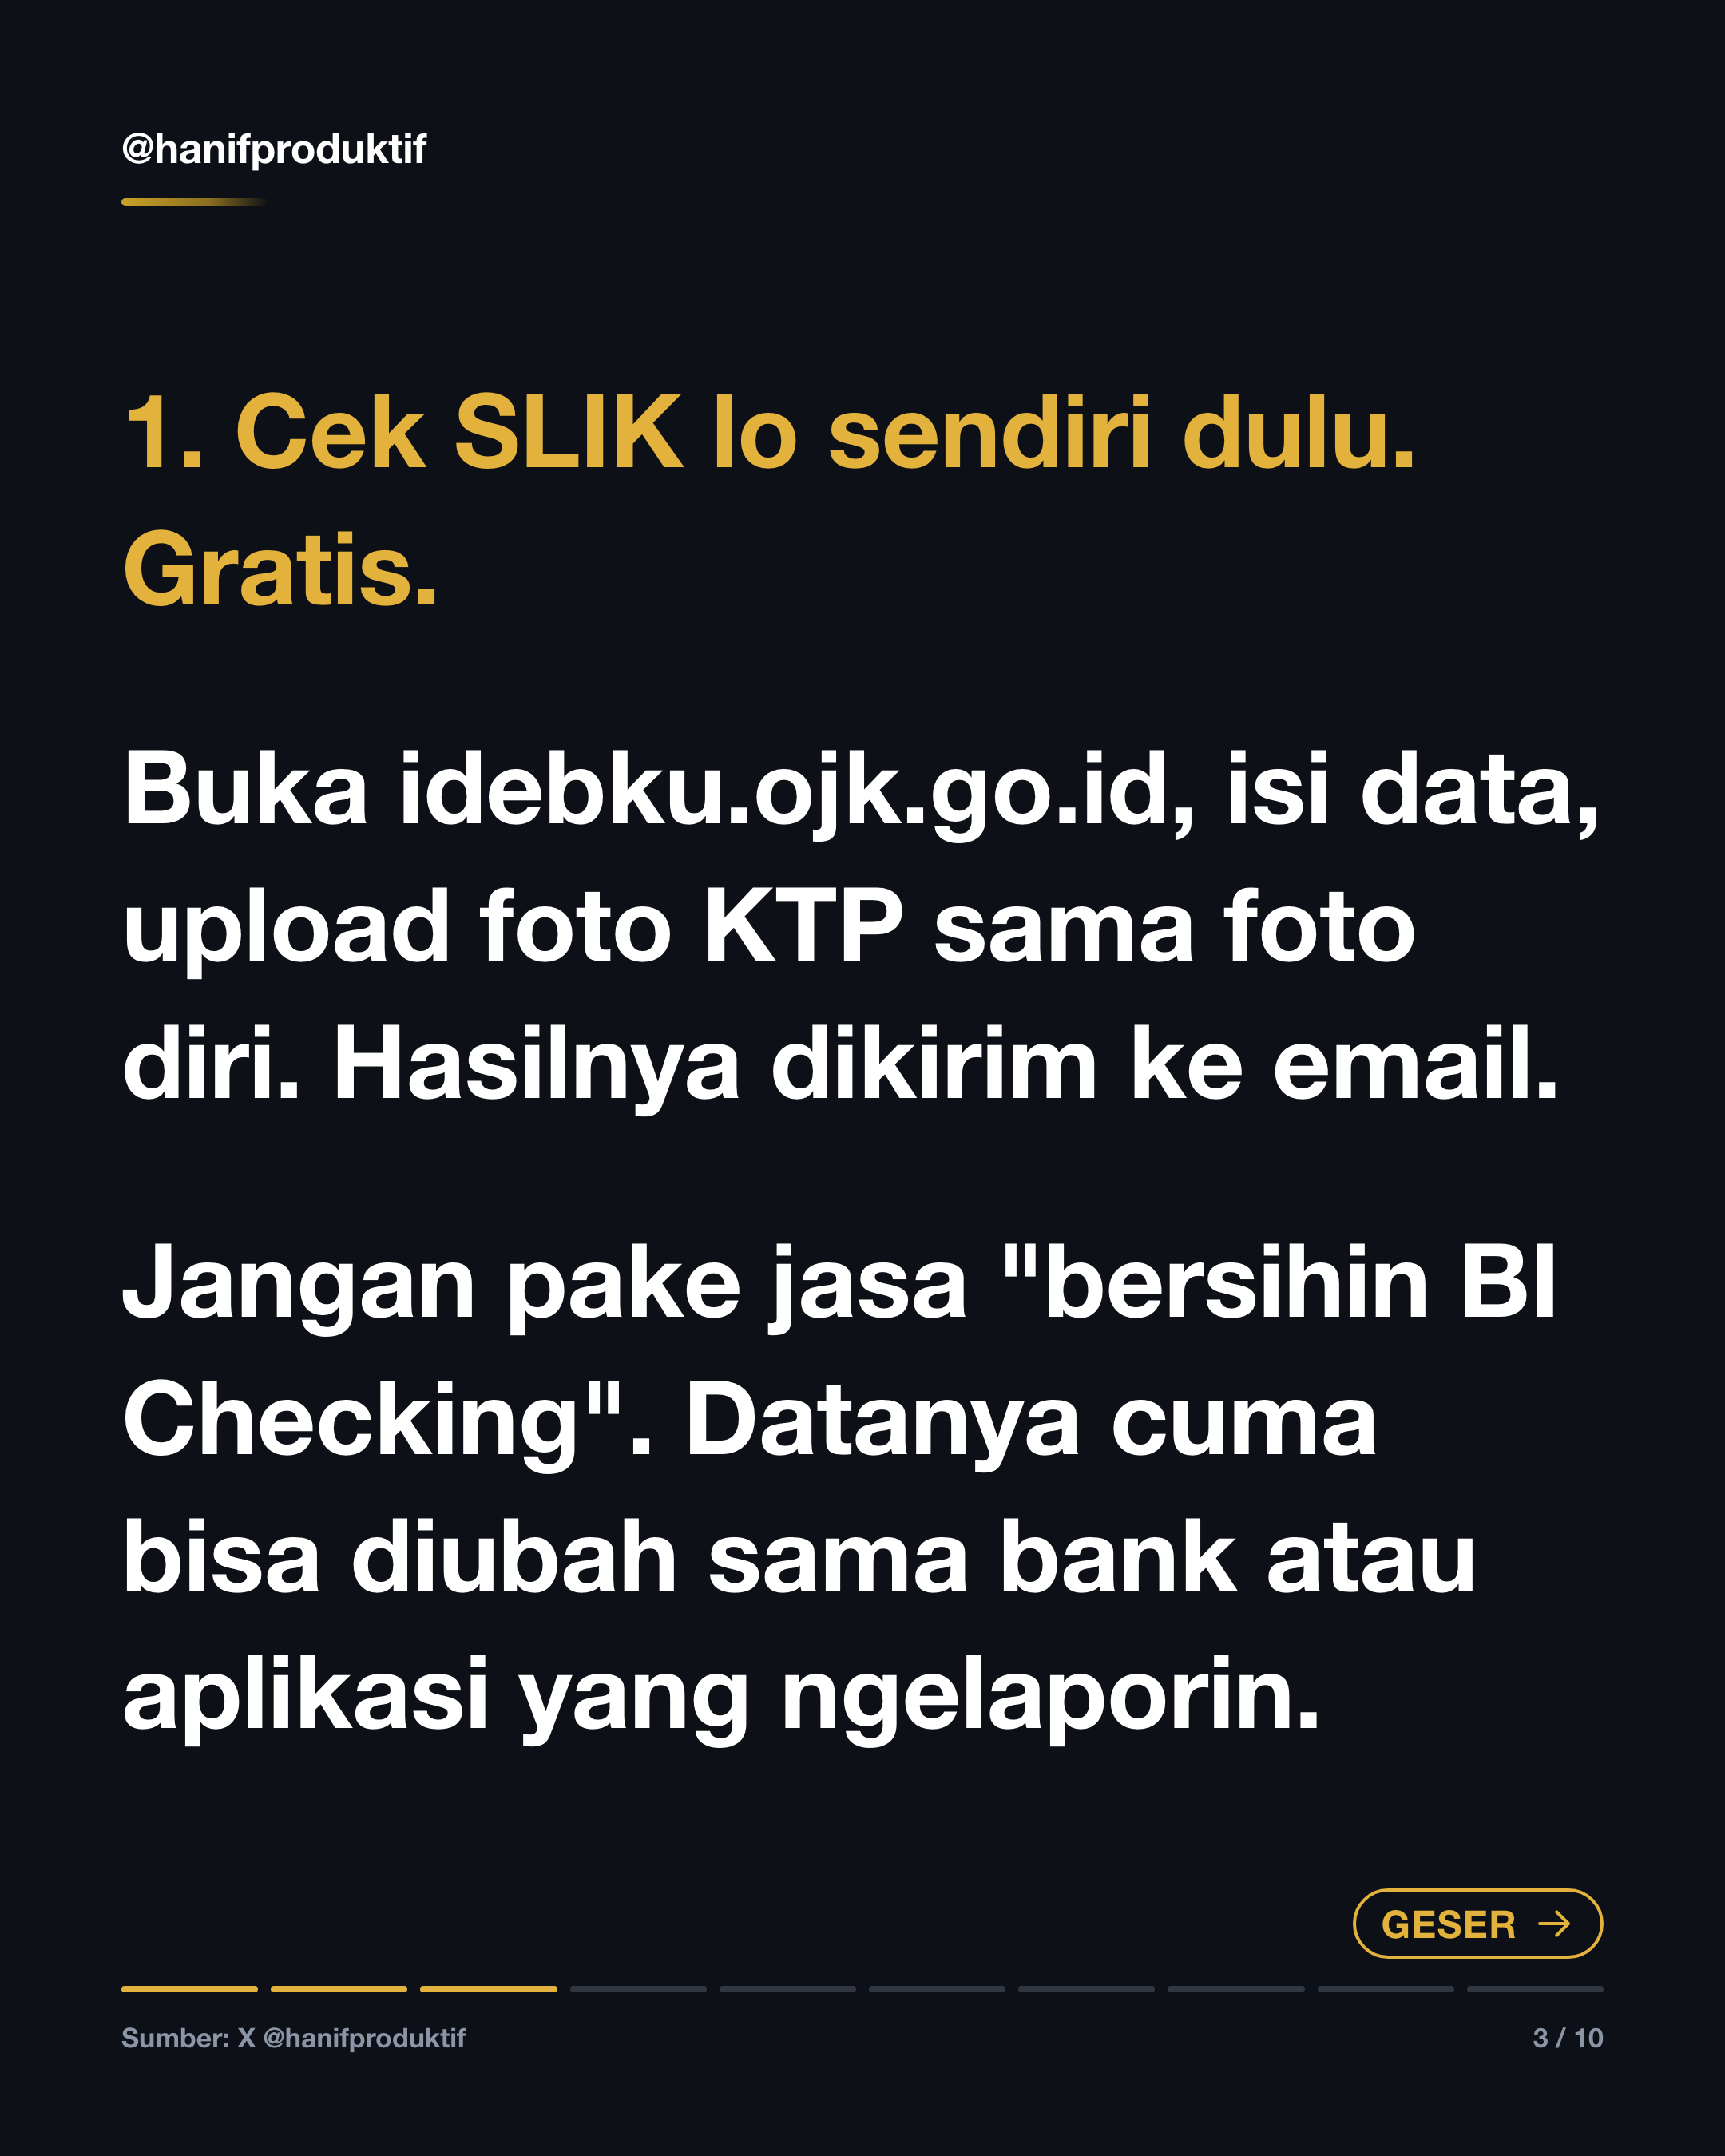 @hanifproduktif
1. Cek SLIK lo sendiri dulu.
Gratis.
Buka idebku.ojk.go.id, isi data,
upload foto KTP sama foto
diri. Hasilnya dikirim ke email.
Jangan pake jasa "bersihin BI
Checking". Datanya cuma
bisa diubah sama bank atau
aplikasi yang ngelaporin.
GESER →
Sumber: X @hanifproduktif
3 / 10